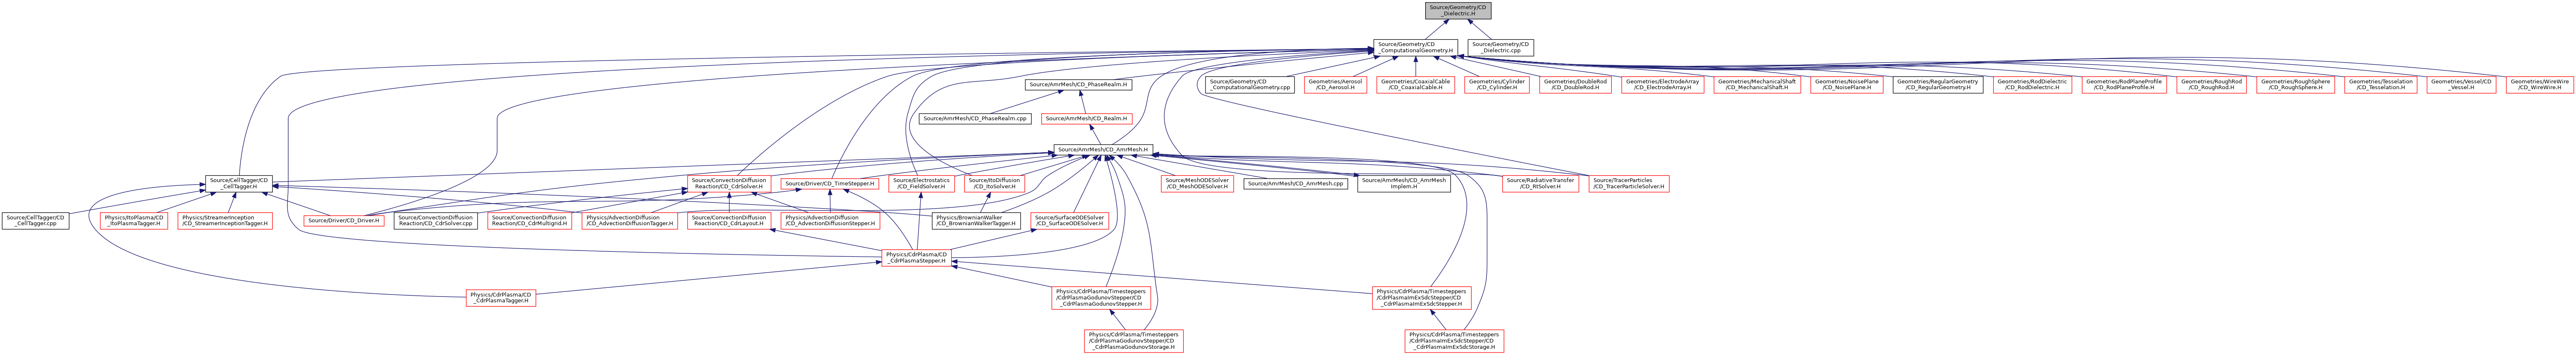 Source/Geometry/CD
_Dielectric.H
Source/Geometry/CD
_ComputationalGeometry.H
Source/Geometry/CD
_Dielectric.cpp
Source/AmrMesh/CD_PhaseRealm.H
Source/Geometry/CD
_ComputationalGeometry.cpp
Geometries/Aerosol
/CD_Aerosol.H
Geometries/CoaxialCable
/CD_CoaxialCable.H
Geometries/Cylinder
/CD_Cylinder.H
Geometries/DoubleRod
/CD_DoubleRod.H
Geometries/ElectrodeArray
/CD_ElectrodeArray.H
Geometries/MechanicalShaft
/CD_MechanicalShaft.H
Geometries/NoisePlane
/CD_NoisePlane.H
Geometries/RegularGeometry
/CD_RegularGeometry.H
Geometries/RodDielectric
/CD_RodDielectric.H
Geometries/RodPlaneProfile
/CD_RodPlaneProfile.H
Geometries/RoughRod
/CD_RoughRod.H
Geometries/RoughSphere
/CD_RoughSphere.H
Geometries/Tesselation
/CD_Tesselation.H
Geometries/Vessel/CD
_Vessel.H
Geometries/WireWire
/CD_WireWire.H
Source/AmrMesh/CD_PhaseRealm.cpp
Source/AmrMesh/CD_Realm.H
Source/AmrMesh/CD_AmrMesh.H
Source/CellTagger/CD
_CellTagger.H
Source/ConvectionDiffusion
Reaction/CD_CdrSolver.H
Source/Driver/CD_TimeStepper.H
Source/Electrostatics
/CD_FieldSolver.H
Source/ItoDiffusion
/CD_ItoSolver.H
Source/MeshODESolver
/CD_MeshODESolver.H
Source/AmrMesh/CD_AmrMesh.cpp
Source/AmrMesh/CD_AmrMesh
Implem.H
Source/RadiativeTransfer
/CD_RtSolver.H
Source/TracerParticles
/CD_TracerParticleSolver.H
Source/CellTagger/CD
_CellTagger.cpp
Physics/ItoPlasma/CD
_ItoPlasmaTagger.H
Physics/StreamerInception
/CD_StreamerInceptionTagger.H
Source/Driver/CD_Driver.H
Source/ConvectionDiffusion
Reaction/CD_CdrSolver.cpp
Source/ConvectionDiffusion
Reaction/CD_CdrMultigrid.H
Physics/AdvectionDiffusion
/CD_AdvectionDiffusionTagger.H
Source/ConvectionDiffusion
Reaction/CD_CdrLayout.H
Physics/AdvectionDiffusion
/CD_AdvectionDiffusionStepper.H
Physics/BrownianWalker
/CD_BrownianWalkerTagger.H
Source/SurfaceODESolver
/CD_SurfaceODESolver.H
Physics/CdrPlasma/CD
_CdrPlasmaStepper.H
Physics/CdrPlasma/CD
_CdrPlasmaTagger.H
Physics/CdrPlasma/Timesteppers
/CdrPlasmaGodunovStepper/CD
_CdrPlasmaGodunovStepper.H
Physics/CdrPlasma/Timesteppers
/CdrPlasmaImExSdcStepper/CD
_CdrPlasmaImExSdcStepper.H
Physics/CdrPlasma/Timesteppers
/CdrPlasmaGodunovStepper/CD
_CdrPlasmaGodunovStorage.H
Physics/CdrPlasma/Timesteppers
/CdrPlasmaImExSdcStepper/CD
_CdrPlasmaImExSdcStorage.H